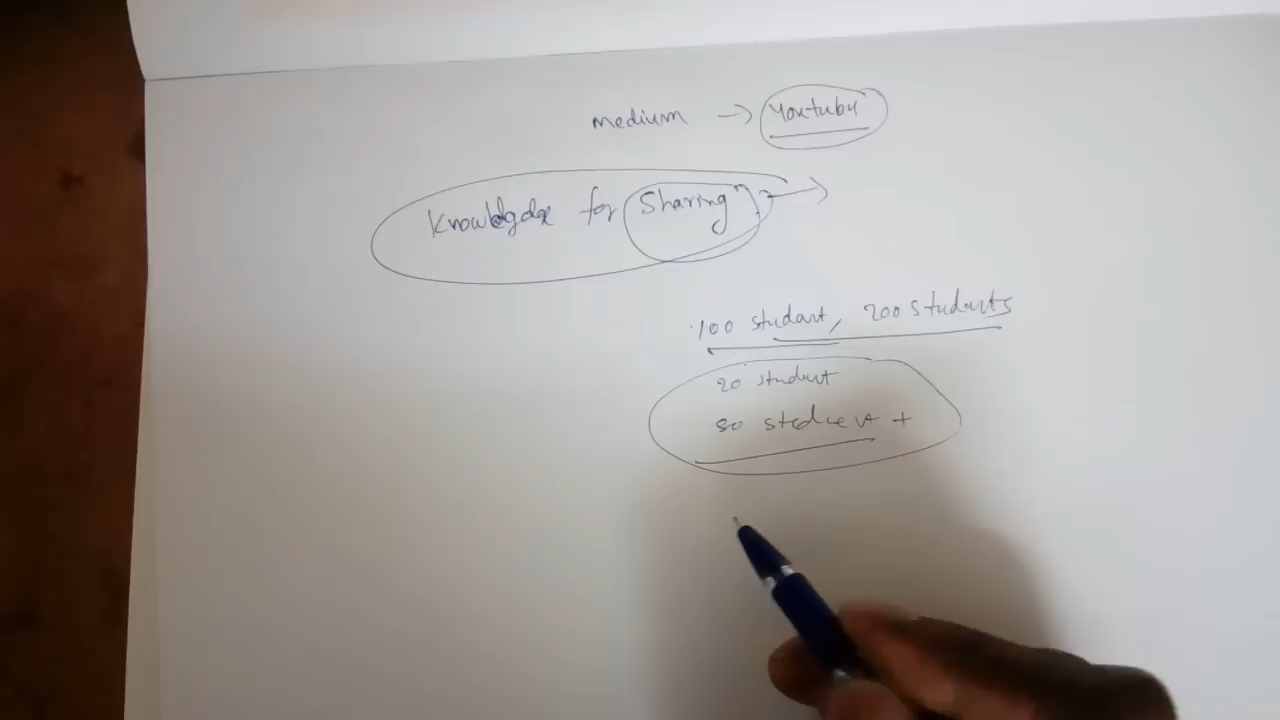 medium → Youtube
Knowledge for Sharing" →
100 student, 200 students
20 student
50 student +